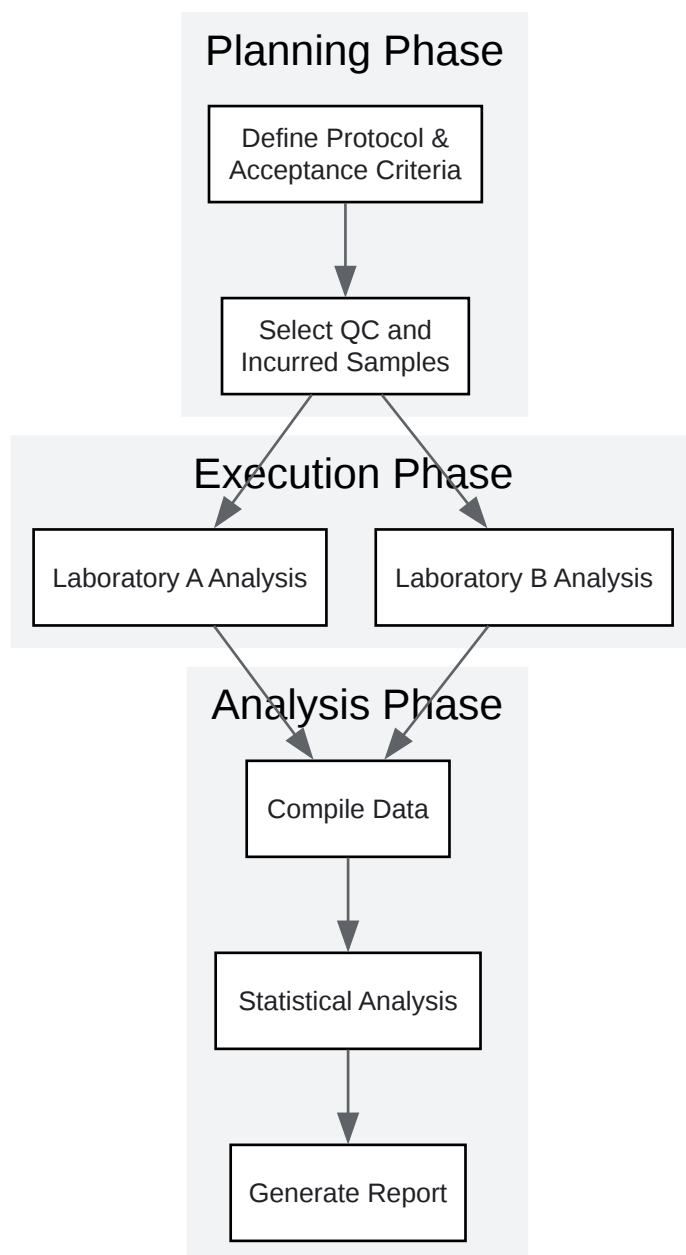 Planning Phase
Define Protocol &
Acceptance Criteria
Select QC and
Incurred Samples
Execution Phase
Laboratory A Analysis
Laboratory B Analysis
Analysis Phase
Compile Data
Statistical Analysis
Generate Report